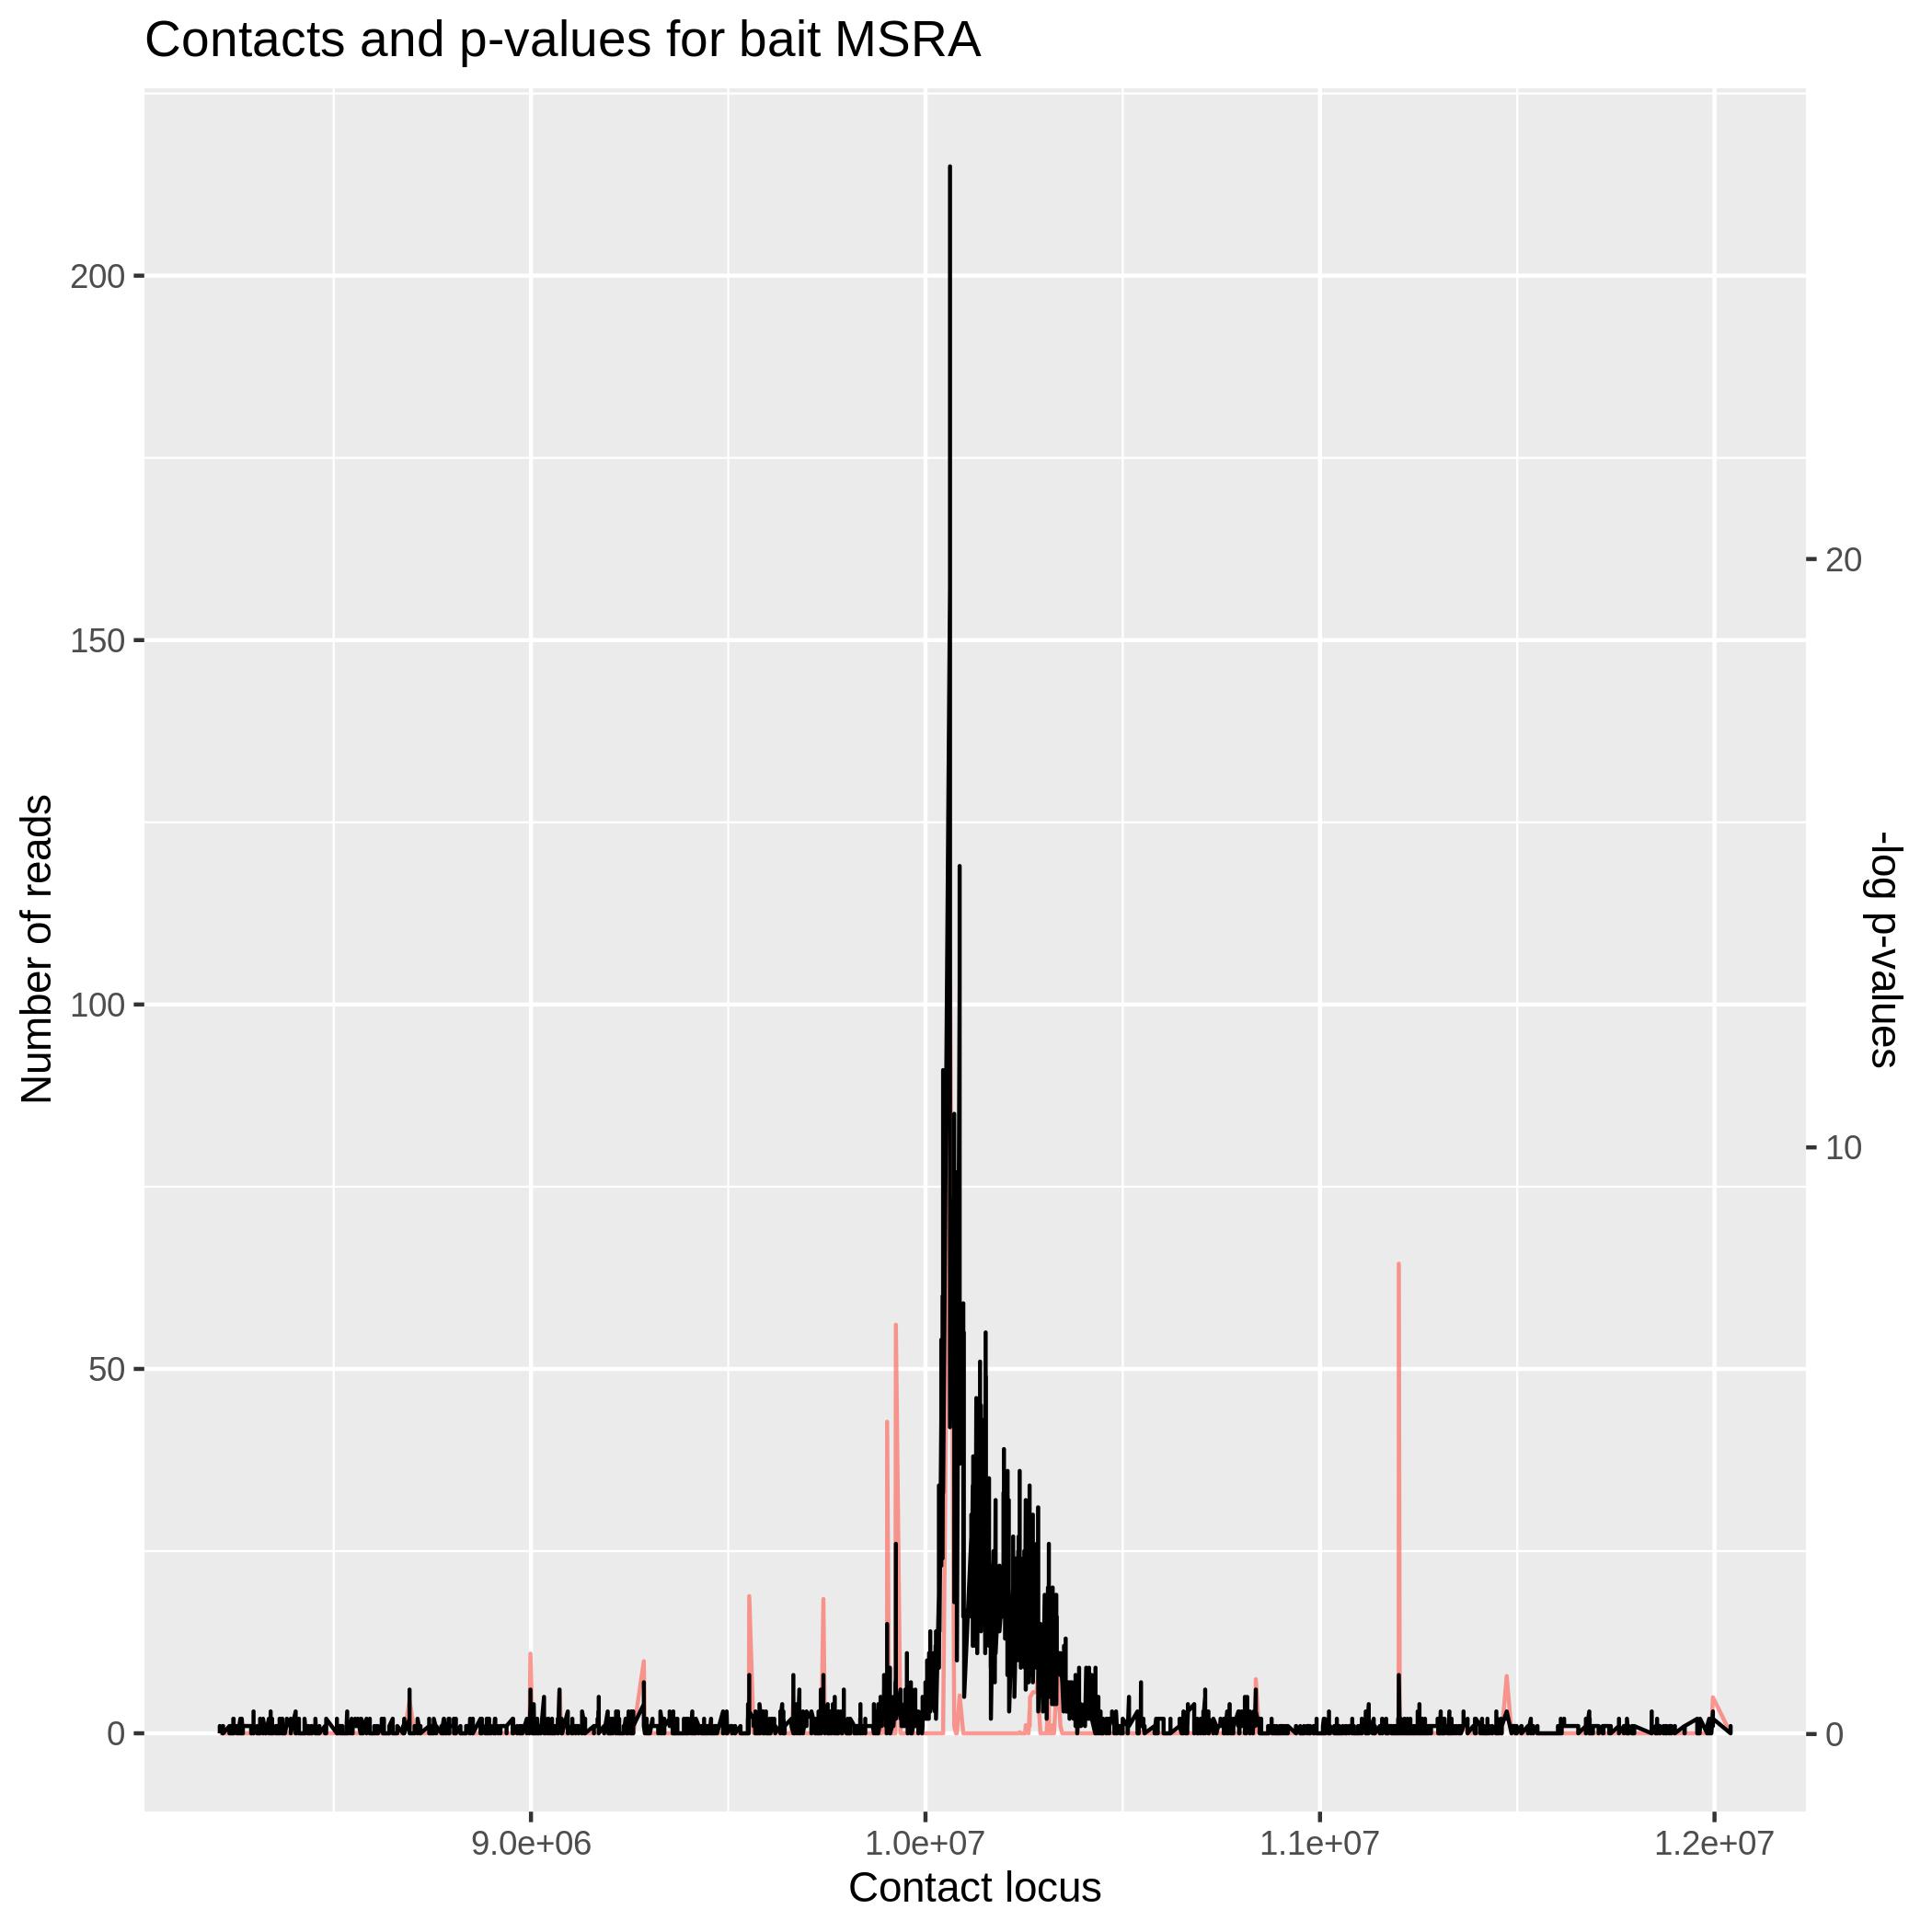 Contacts and p-values for bait MSRA
200
150
100
50
0
Number of reads
20
10
0
-log p-values
9.0e+06
1.0e+07
1.1e+07
1.2e+07
Contact locus